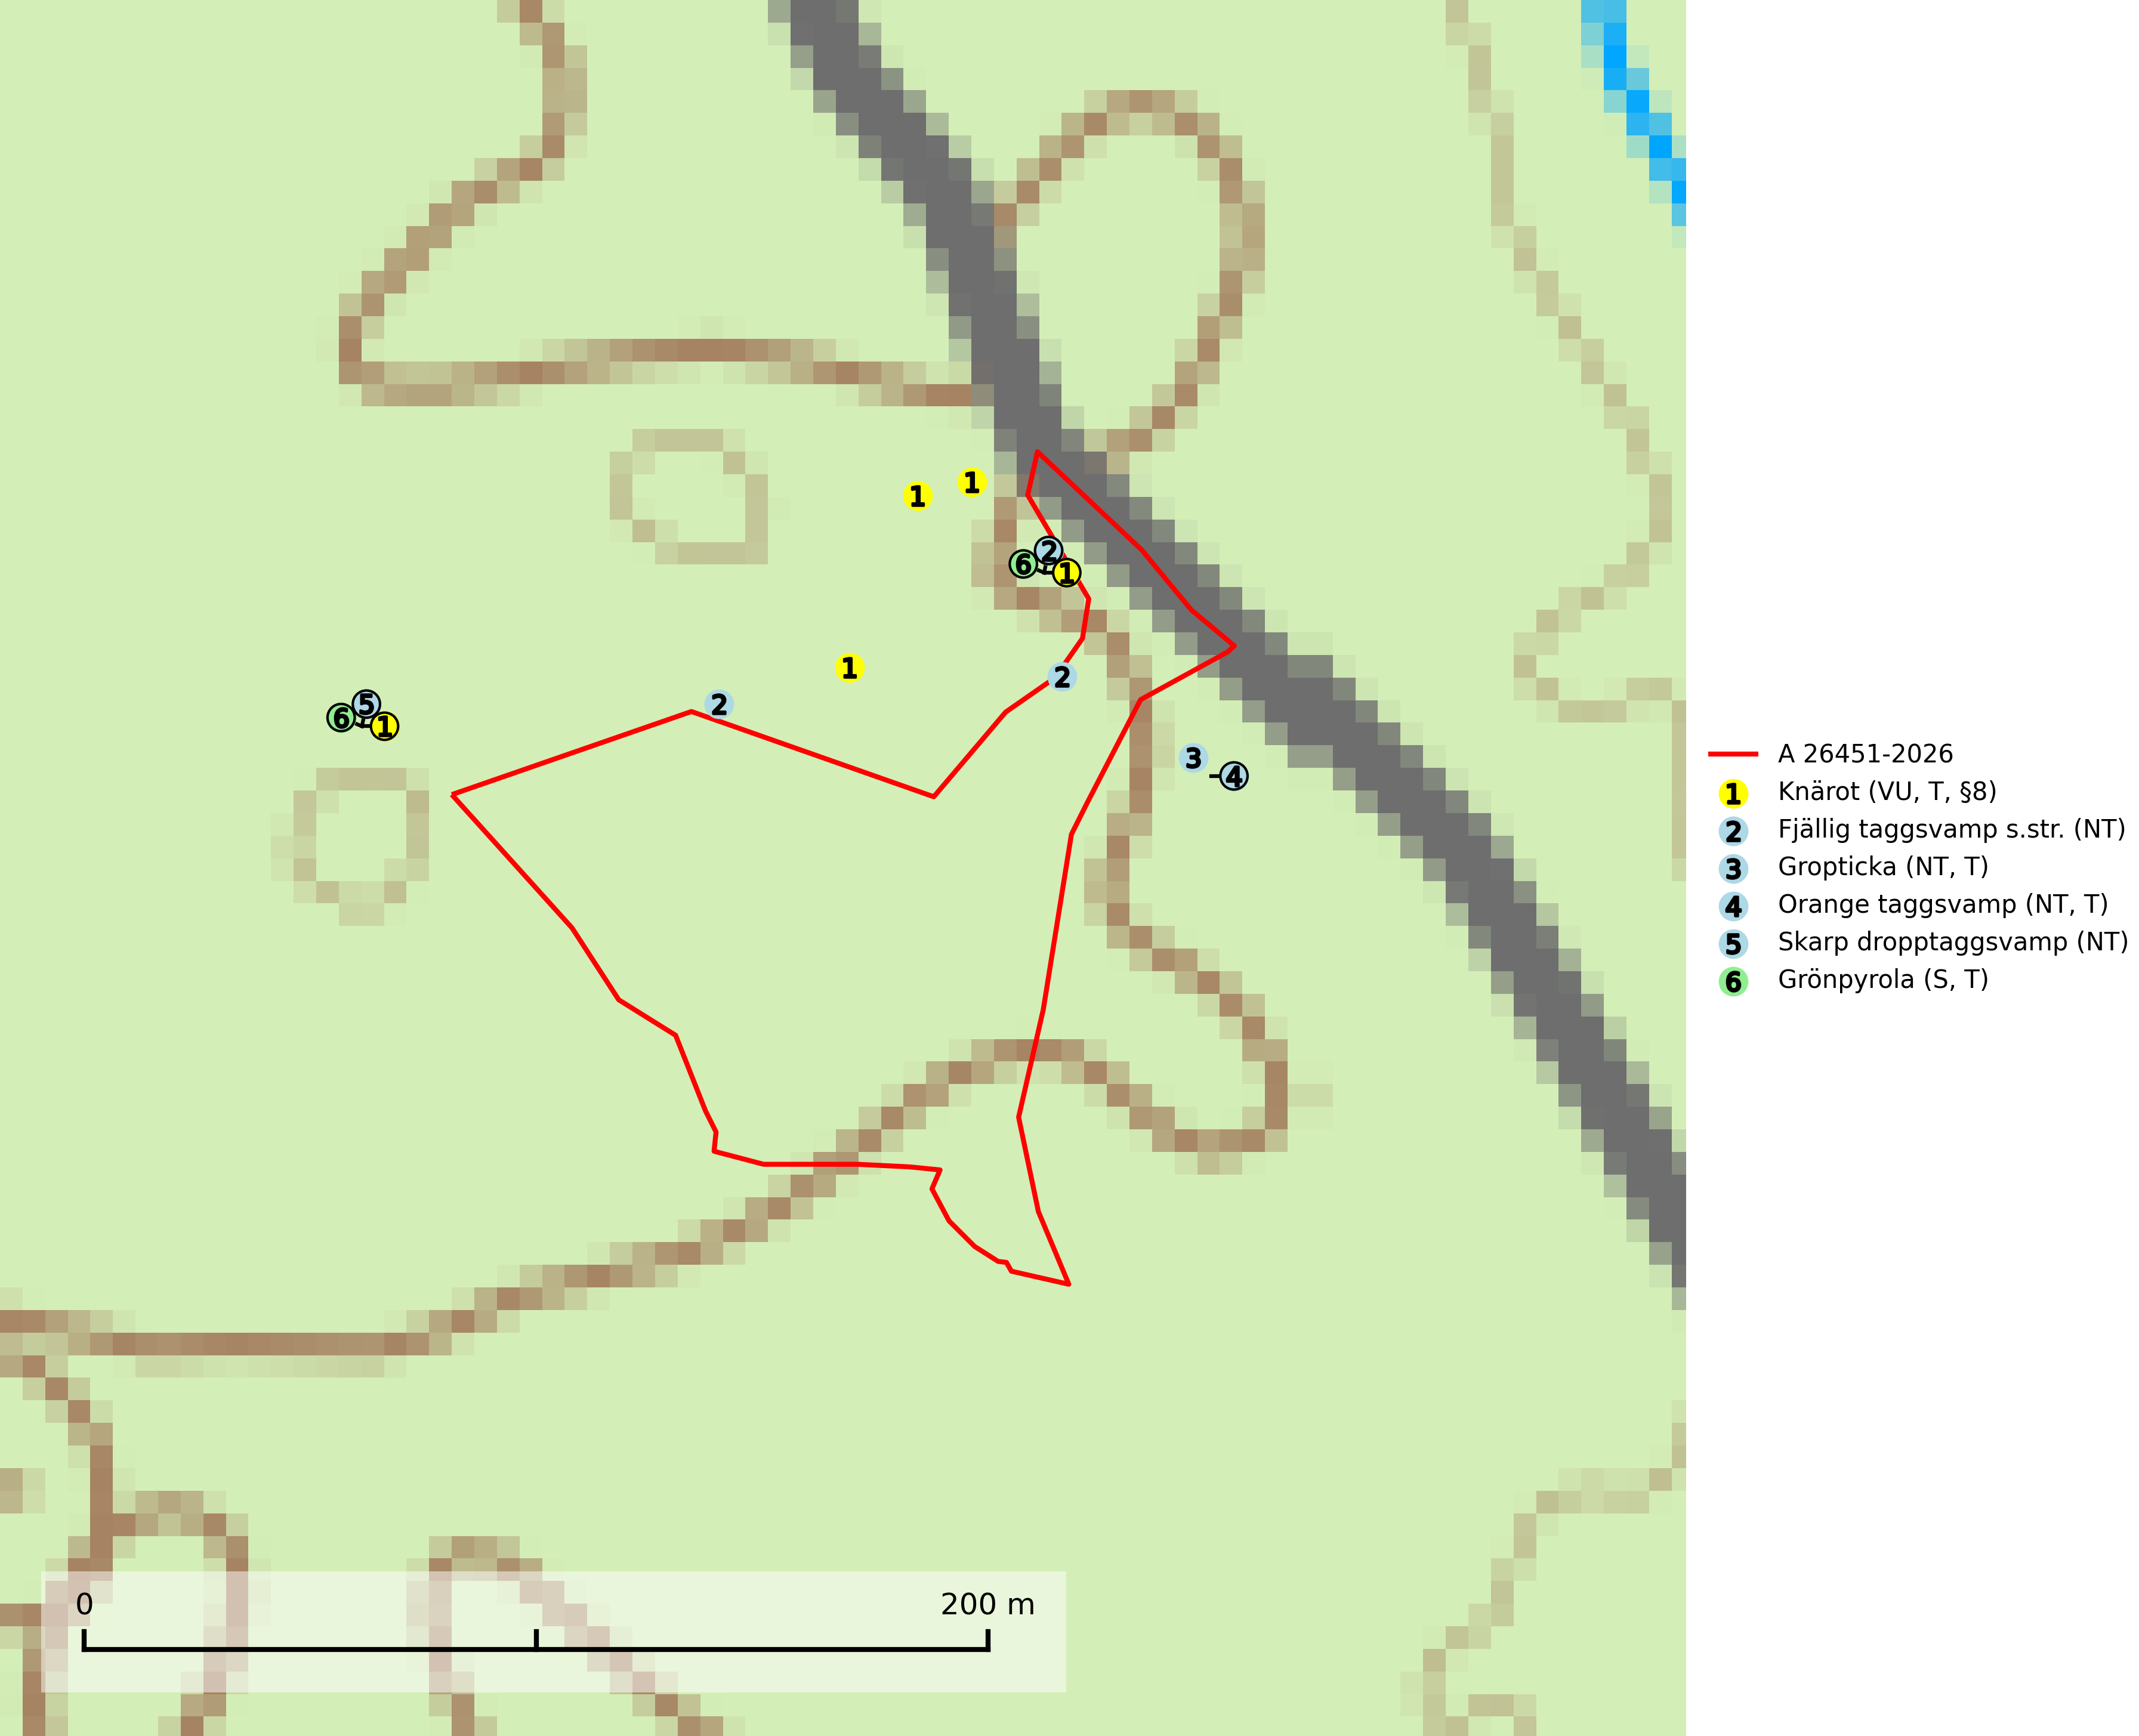 1
1
2
6
1
1
2
2
5
6
1
3
4
A 26451-2026
1 Knärot (VU, T, §8)
2 Fjällig taggsvamp s.str. (NT)
3 Gropticka (NT, T)
4 Orange taggsvamp (NT, T)
5 Skarp dropptaggsvamp (NT)
6 Grönpyrola (S, T)
0 200 m